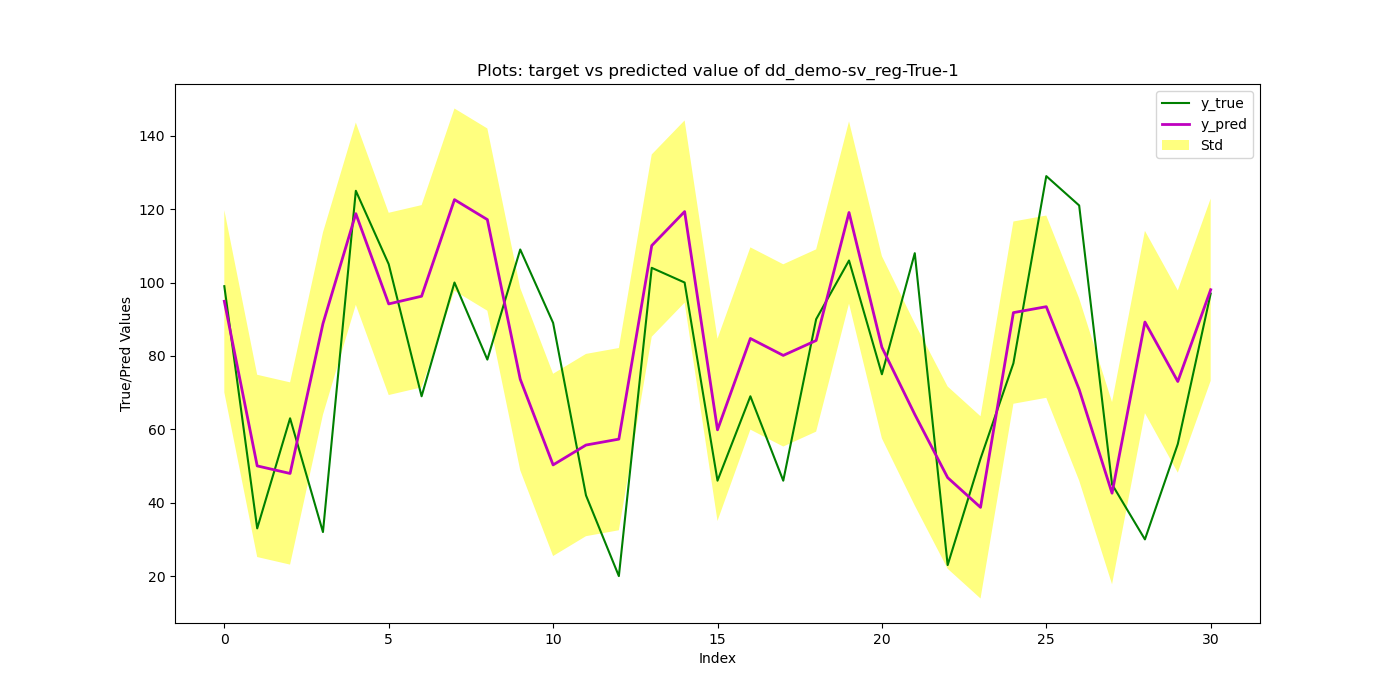 Plots: target vs predicted value of dd_demo-sv_reg-True-1
y_true
y_pred
Std
True/Pred Values
140
120
100
80
60
40
20
0 5 10 15 20 25 30
Index